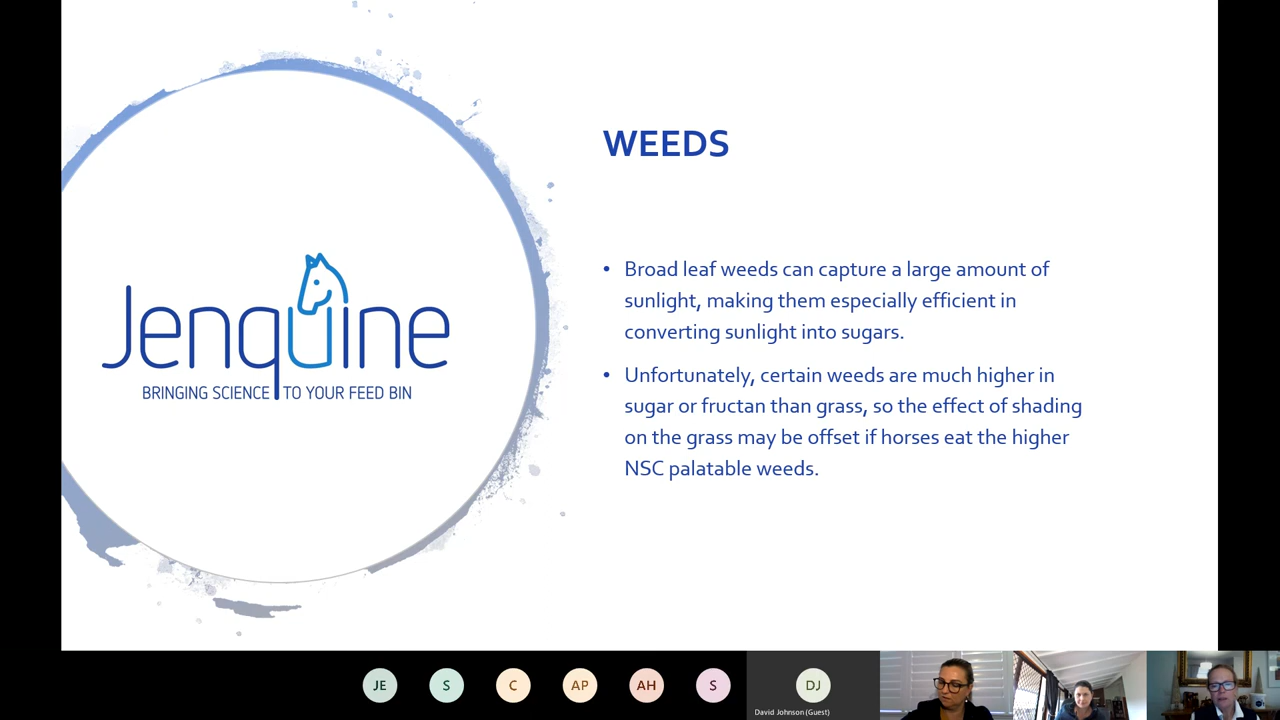 WEEDS
• Broad leaf weeds can capture a large amount of
sunlight, making them especially efficient in
converting sunlight into sugars.
• Unfortunately, certain weeds are much higher in
sugar or fructan than grass, so the effect of shading
on the grass may be offset if horses eat the higher
NSC palatable weeds.
Jenquine
BRINGING SCIENCE TO YOUR FEED BIN
JE S C AP AH S DJ
David Johnson (Guest)